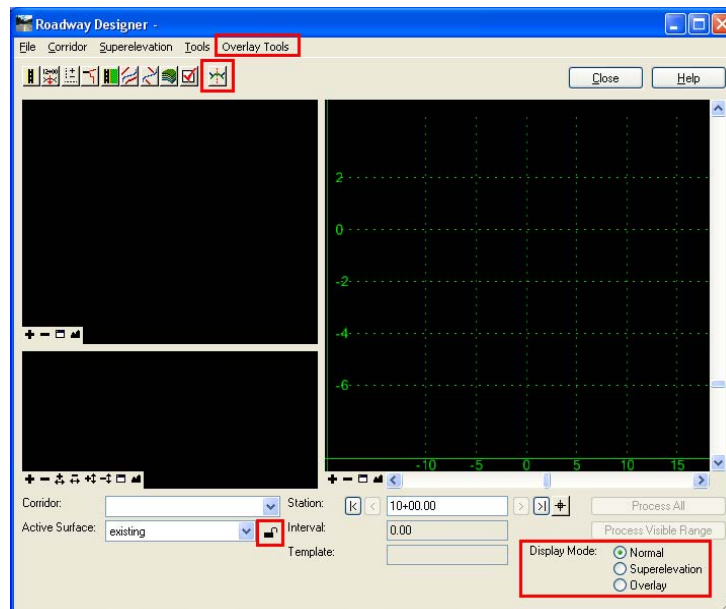 Roadway Designer -
File Corridor Superelevation Tools Overlay Tools
Close Help
2
0
-2
-4
-6
-10 -5 0 5 10 15
Corridor: Station: 10+00.00 Process All
Active Surface: existing Interval: 0.00 Process Visible Range
Template: Display Mode: Normal
Superelevation
Overlay